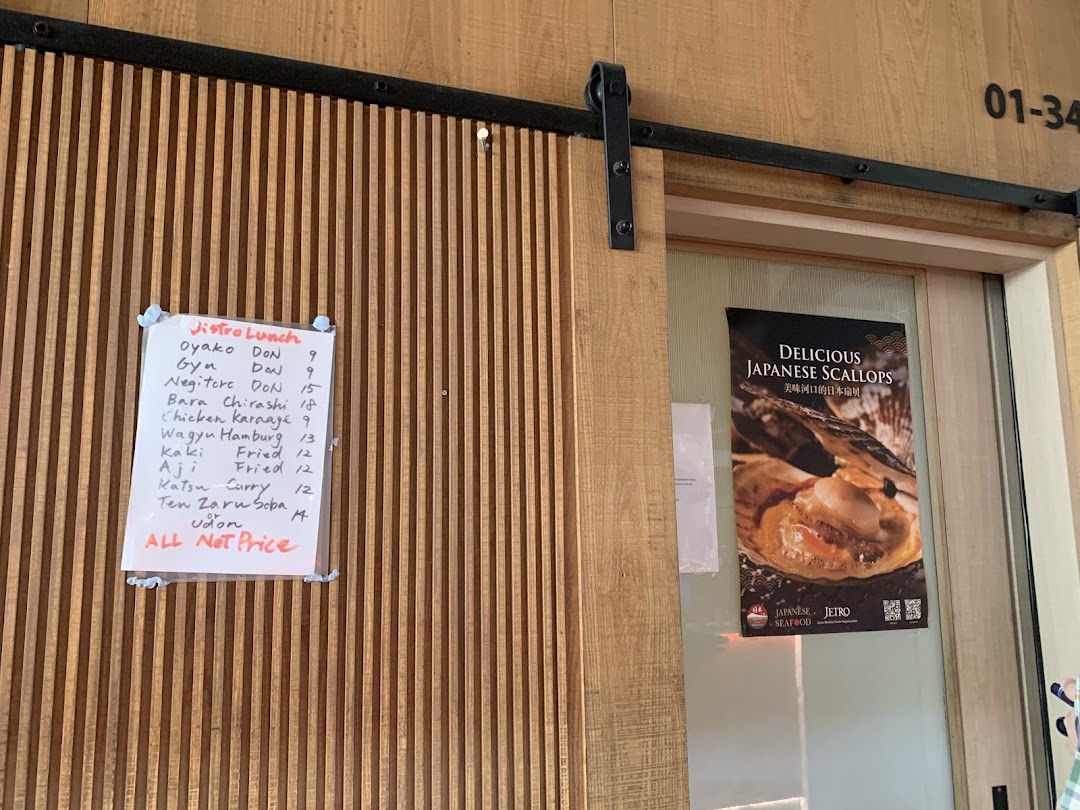 Jistro Lunch
Oyako DON 9
Gyu DON 9
Negitoro DON 15
Bara Chirashi 18
Chicken Karaage 9
Wagyu Hamburg 13
Kaki Fried 12
Aji Fried 12
Katsu Curry 12
Ten Zaru Soba
or 14
Udon
ALL Net Price
01-34
DELICIOUS
JAPANESE SCALLOPS
美味河口的日本扇贝
JAPANESE
SEAFOOD
JETRO